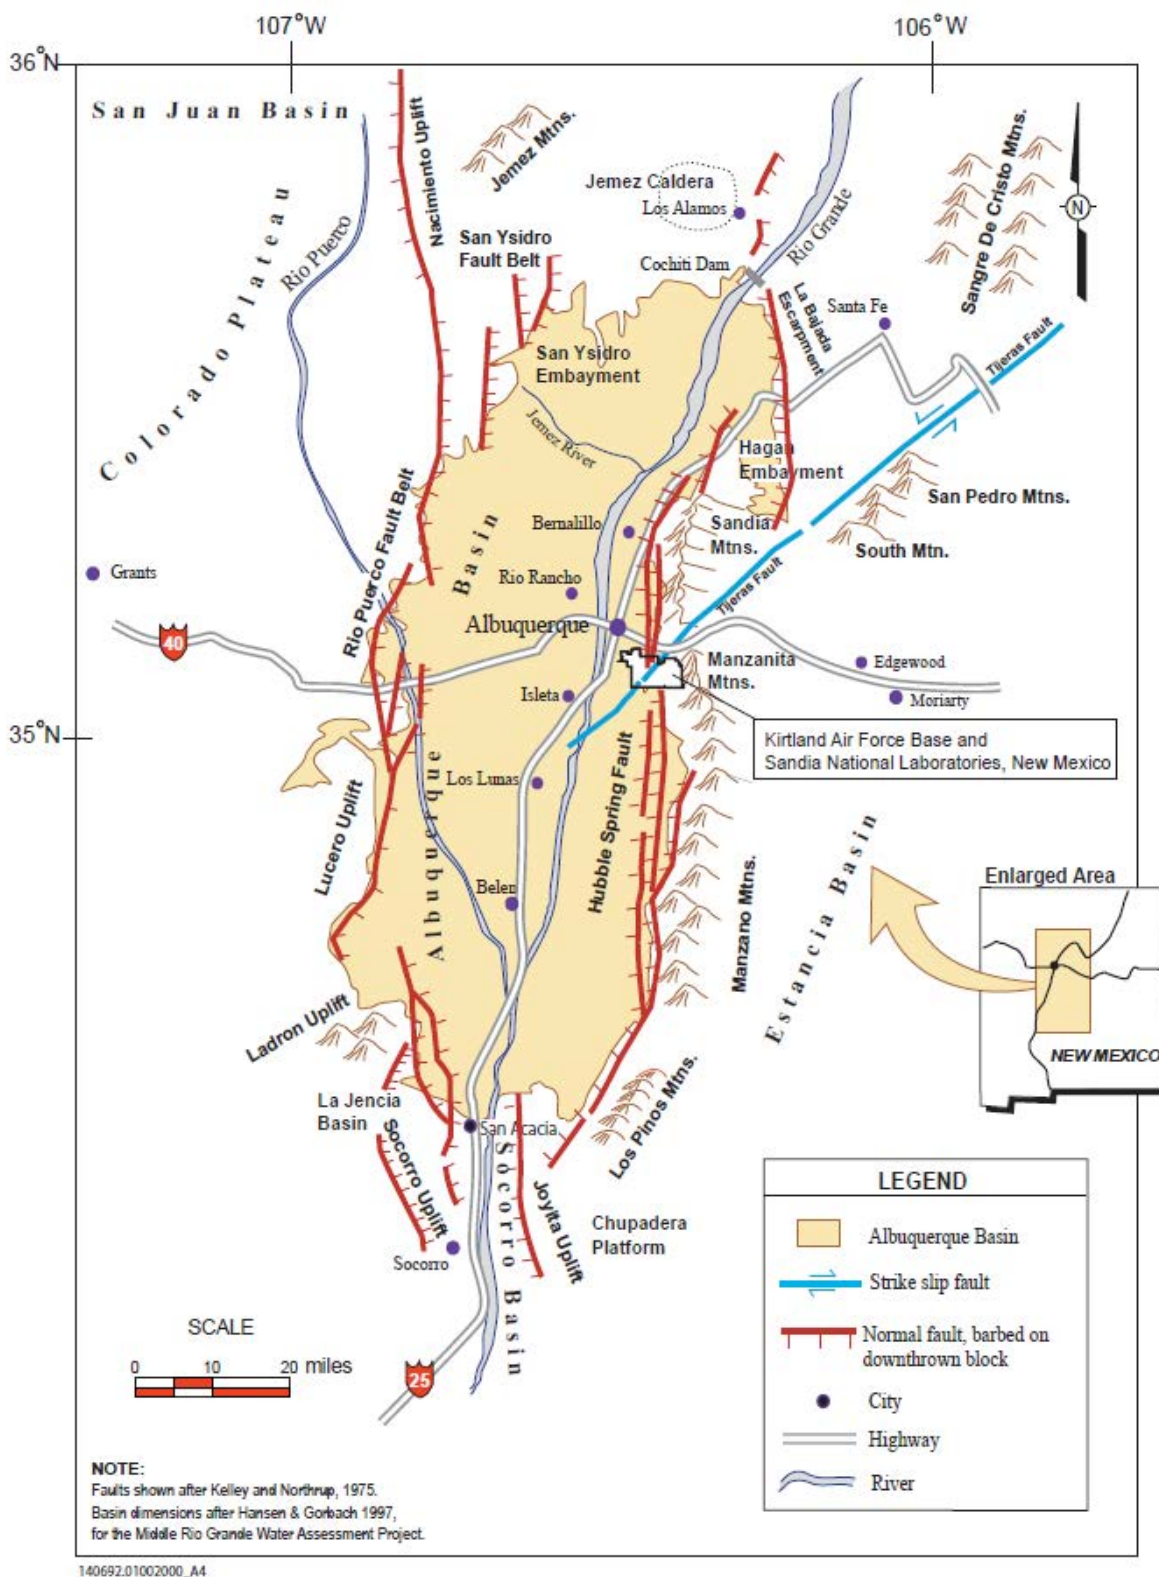 107°W
106°W
36°N
San Juan Basin
Nacimiento Uplift
Jemez Mtns.
Jemez Caldera
Los Alamos
Sangre De Cristo Mtns.
N
Colorado Plateau
Rio Puerco
San Ysidro
Fault Belt
Rio Grande
Cochiti Dam
La Bajada
Escarpment
Santa Fe
Tijeras Fault
San Ysidro
Embayment
Jemez River
Hagan
Embayment
San Pedro Mtns.
Rio Puerco Fault Belt
Bernalillo
Sandia
Mtns.
South Mtn.
Grants
Rio Rancho
Tijeras Fault
Albuquerque
40
Manzanita
Mtns.
Edgewood
Isleta
Moriarty
35°N
Kirtland Air Force Base and
Sandia National Laboratories, New Mexico
Los Lunas
Lucero Uplift
Albuquerque Basin
Hubble Spring Fault
Belen
Manzano Mtns.
Estancia Basin
Enlarged Area
NEW MEXICO
Ladron Uplift
La Jencia
Basin
San Acacia
Los Pinos Mtns.
Socorro Uplift
Socorro Basin
Joyita Uplift
Chupadera
Platform
Socorro
25
SCALE
0 10 20 miles
LEGEND
Albuquerque Basin
Strike slip fault
Normal fault, barbed on
downthrown block
City
Highway
River
NOTE:
Faults shown after Kelley and Northrup, 1975.
Basin dimensions after Hansen & Gorbach 1997,
for the Middle Rio Grande Water Assessment Project.
140692.01002000_A4